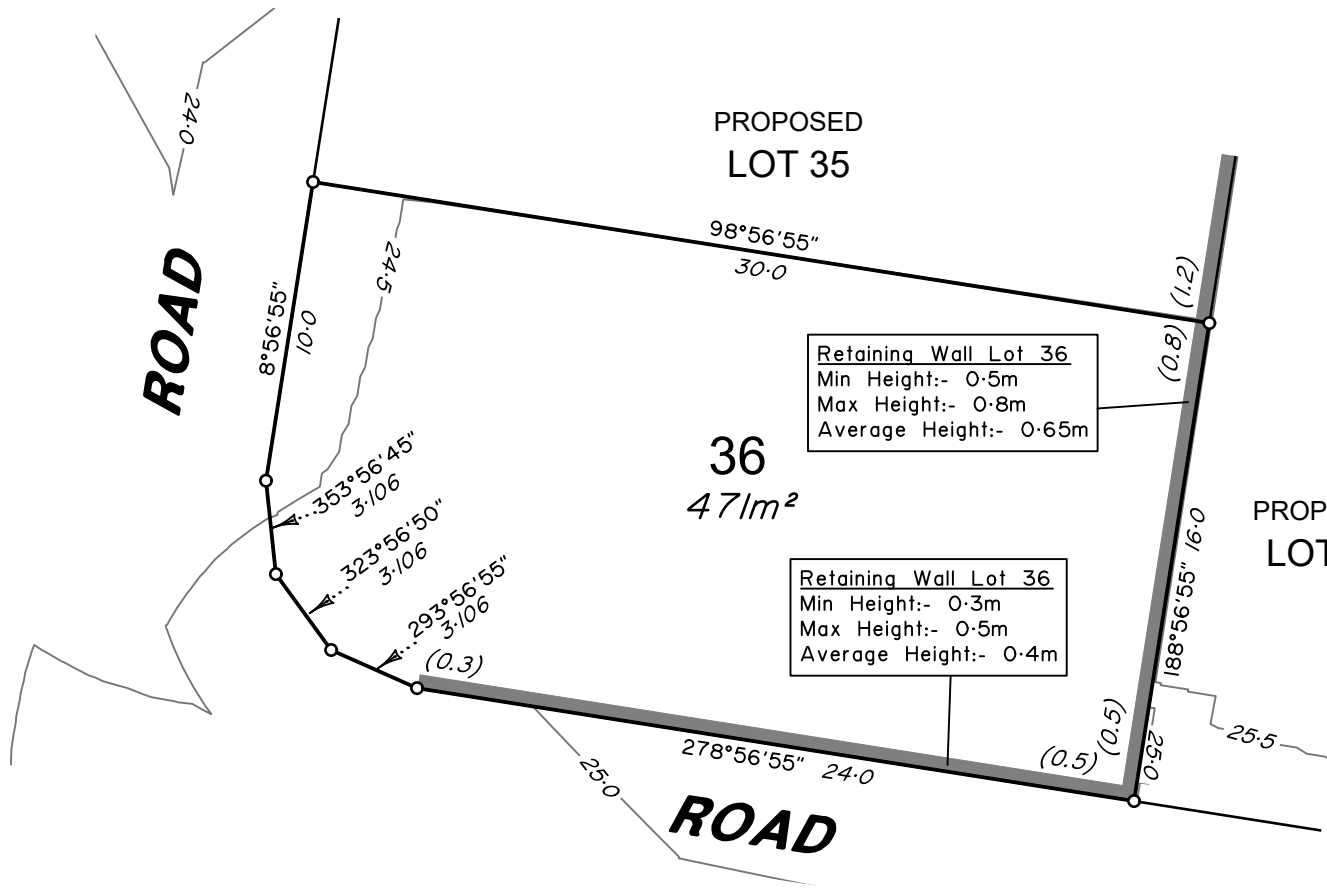 24·0
PROPOSED
LOT 35
98°56'55"
30·0
ROAD
24·5
8°56'55"
10·0
(1.2)
(0.8)
Retaining Wall Lot 36
Min Height:- 0·5m
Max Height:- 0·8m
Average Height:- 0·65m
36
471m²
353°56'45"
3·106
323°56'50"
3·106
293°56'55"
3·106
(0.3)
PROP
LOT
188°56'55" 16·0
Retaining Wall Lot 36
Min Height:- 0·3m
Max Height:- 0·5m
Average Height:- 0·4m
(0.5)
(0.5)
25·0
25·5
278°56'55" 24·0
25·0
ROAD